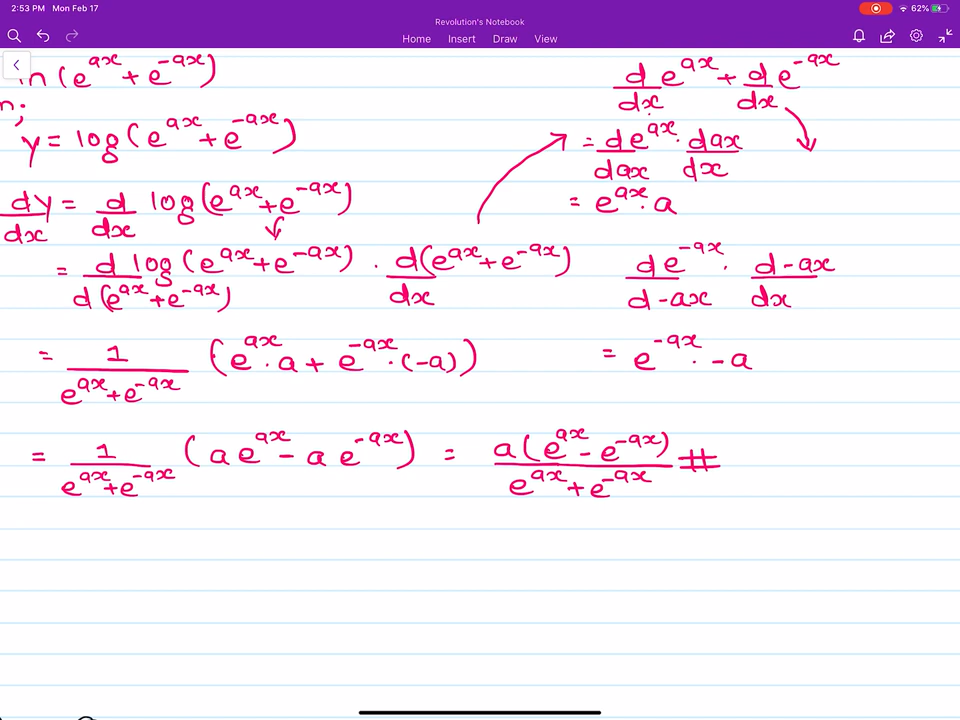 2:53 PM Mon Feb 17
62%
Revolution's Notebook
Home Insert Draw View
ln(e^ax + e^-ax)
n;
y = log(e^ax + e^-ax)
dy/dx = d/dx log(e^ax + e^-ax)
= d log(e^ax + e^-ax)/d(e^ax + e^-ax) · d(e^ax + e^-ax)/dx
= 1/(e^ax + e^-ax) (e^ax · a + e^-ax · (-a))
= 1/(e^ax + e^-ax) (ae^ax - ae^-ax) = a(e^ax - e^-ax)/(e^ax + e^-ax) #
d/dx e^ax + d/dx e^-ax
= de^ax/dax · dax/dx
= e^ax · a
de^-ax/d-ax · d-ax/dx
= e^-ax · -a